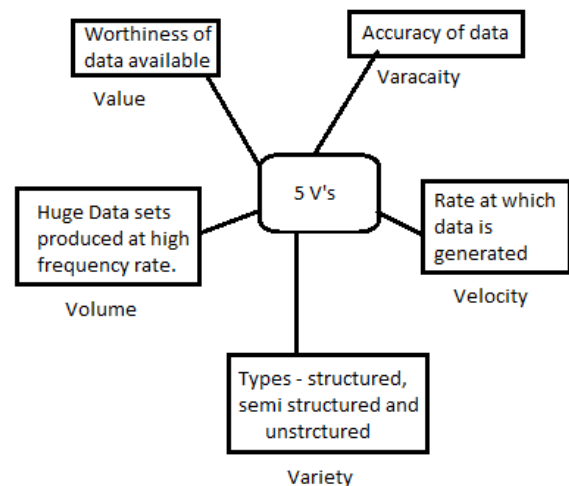 Worthiness of
data available
Value
Accuracy of data
Varacaity
5 V's
Huge Data sets
produced at high
frequency rate.
Volume
Rate at which
data is
generated
Velocity
Types - structured,
semi structured and
unstrctured
Variety